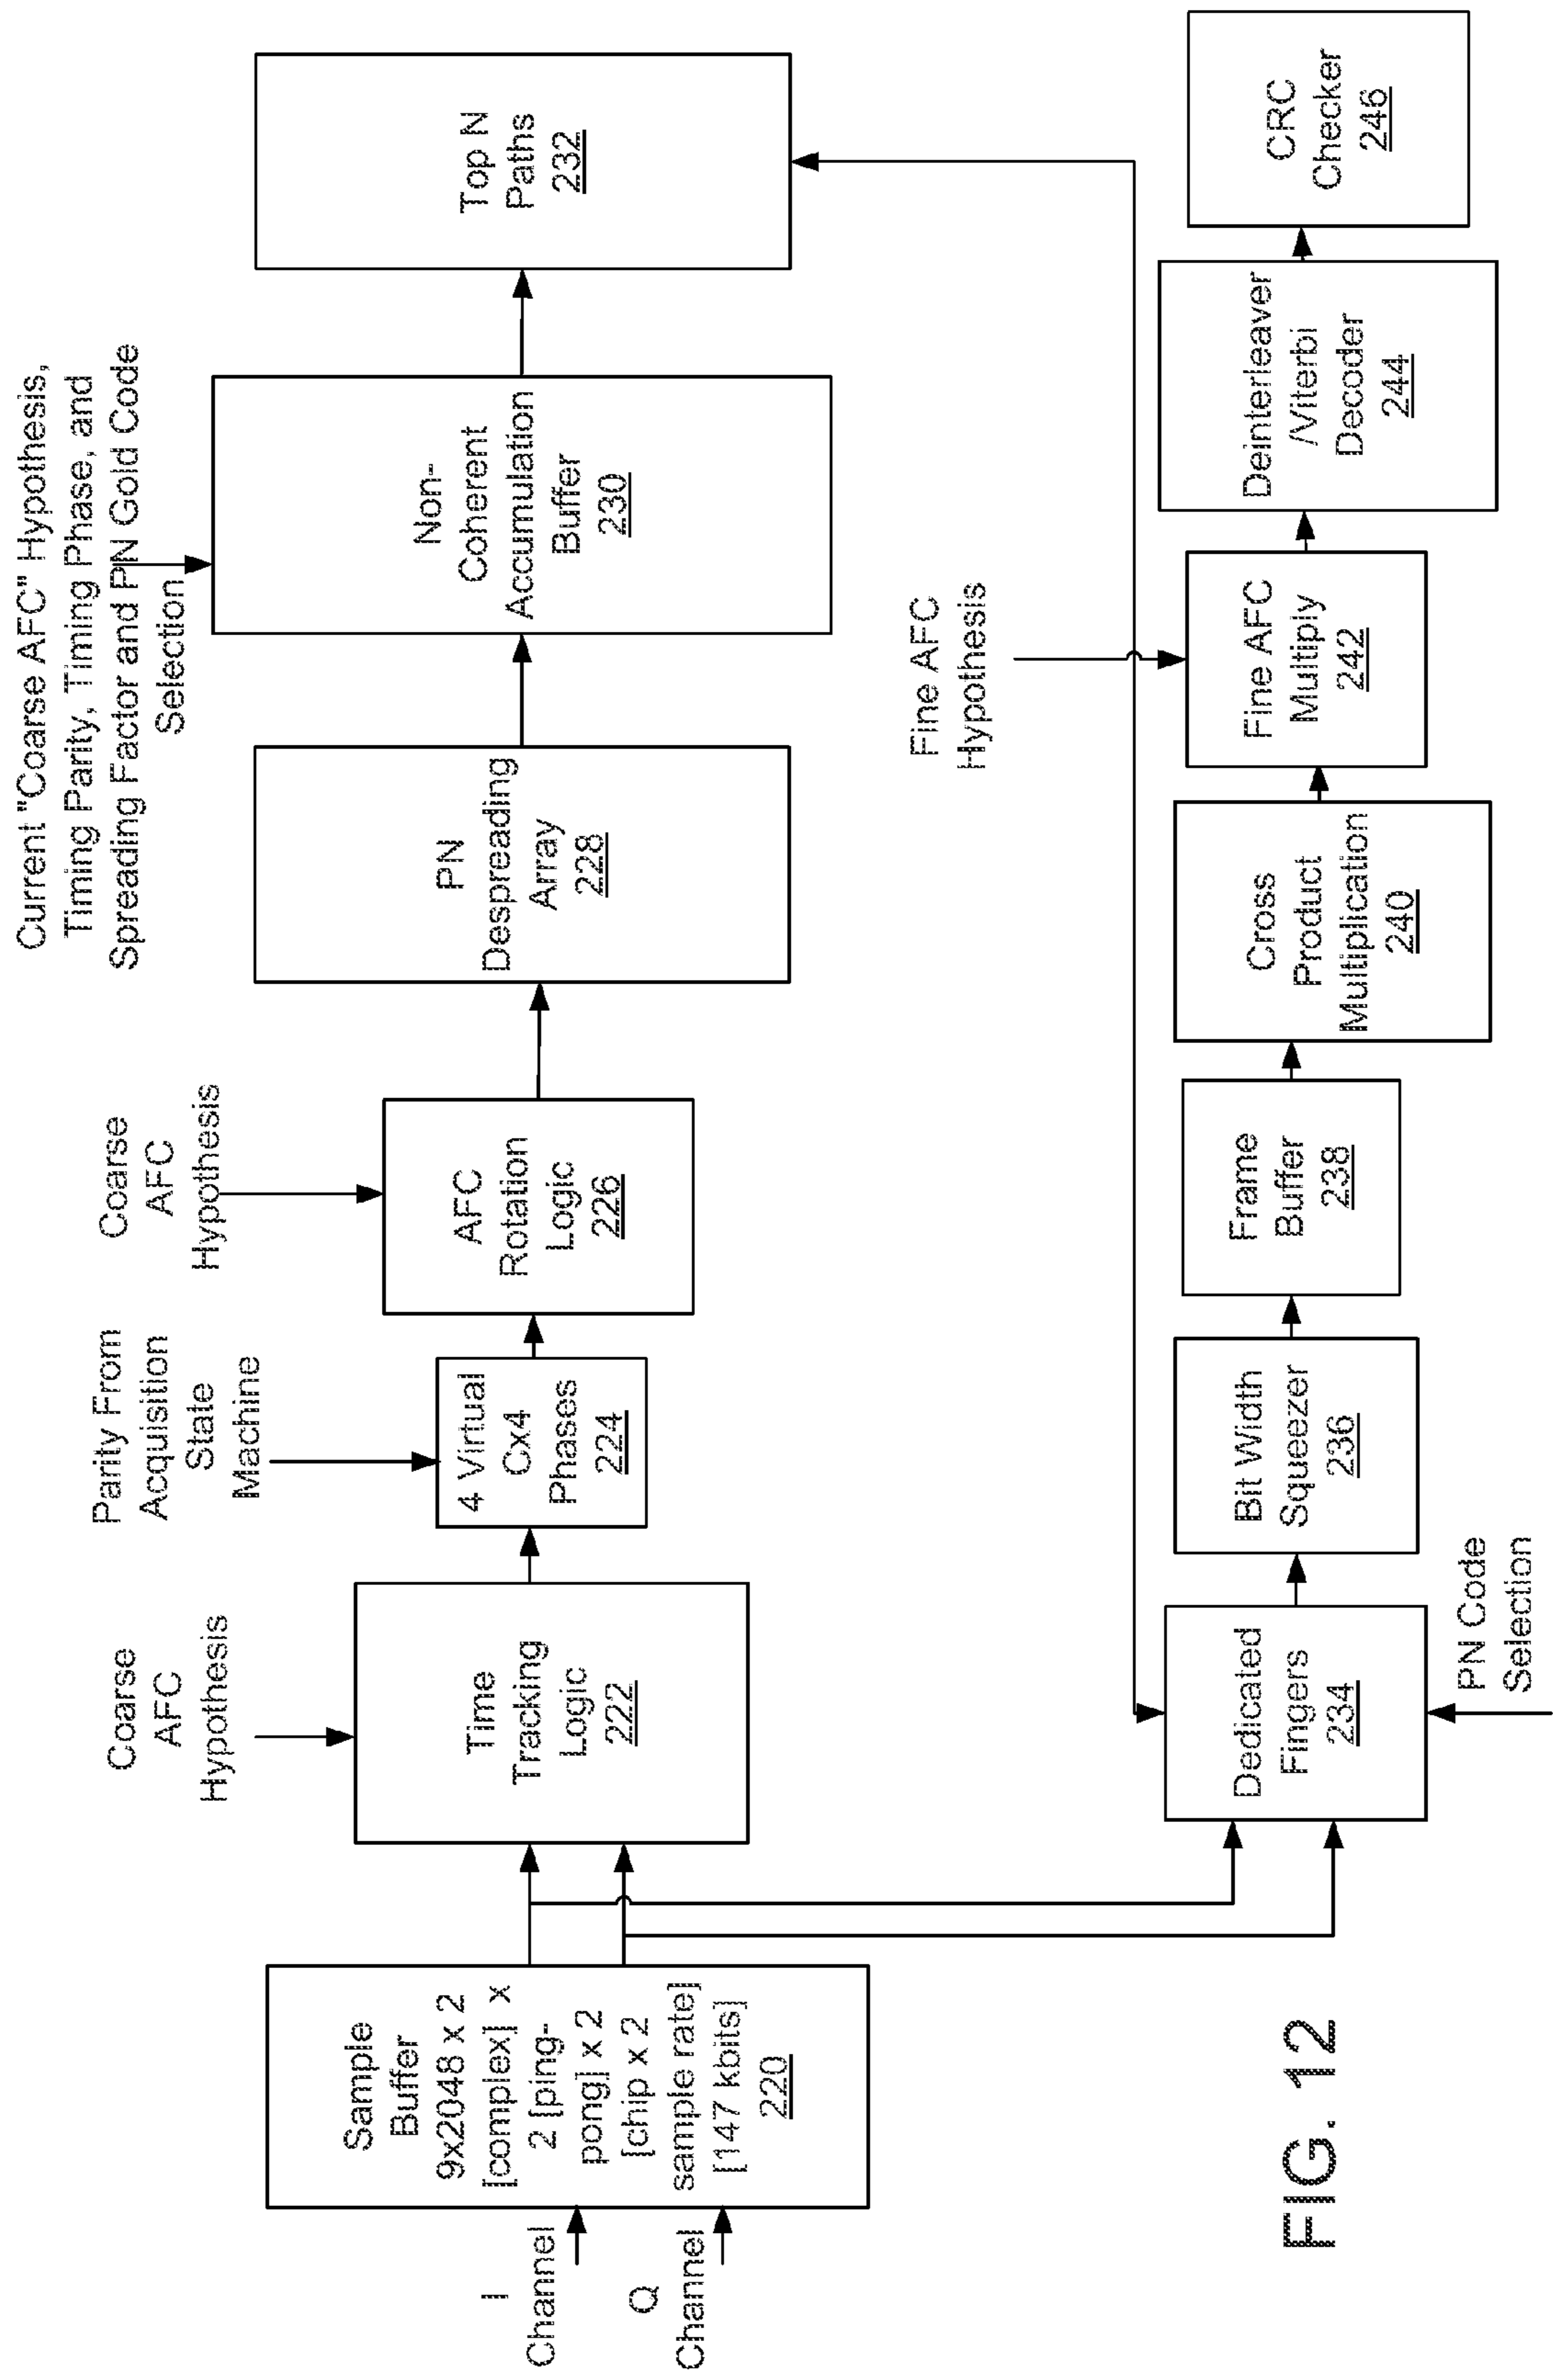 Current "Coarse AFC" Hypothesis,
Timing Parity, Timing Phase, and
Spreading Factor and PN Gold Code
Selection
Coarse
AFC
Hypothesis
Parity From
Acquisition
State
Machine
Coarse
AFC
Hypothesis
I
Channel
Q
Channel
Sample
Buffer
9x2048 x 2
[complex] x
2 [ping-
pong] x 2
[chip x 2
sample rate]
[147 kbits]
220
Time
Tracking
Logic
222
4 Virtual
Cx4
Phases
224
AFC
Rotation
Logic
226
PN
Despreading
Array
228
Non-
Coherent
Accumulation
Buffer
230
Top N
Paths
232
Fine AFC
Hypothesis
Dedicated
Fingers
234
Bit Width
Squeezer
236
Frame
Buffer
238
Cross
Product
Multiplication
240
Fine AFC
Multiply
242
Deinterleaver
/Viterbi
Decoder
244
CRC
Checker
246
PN Code
Selection
FIG. 12